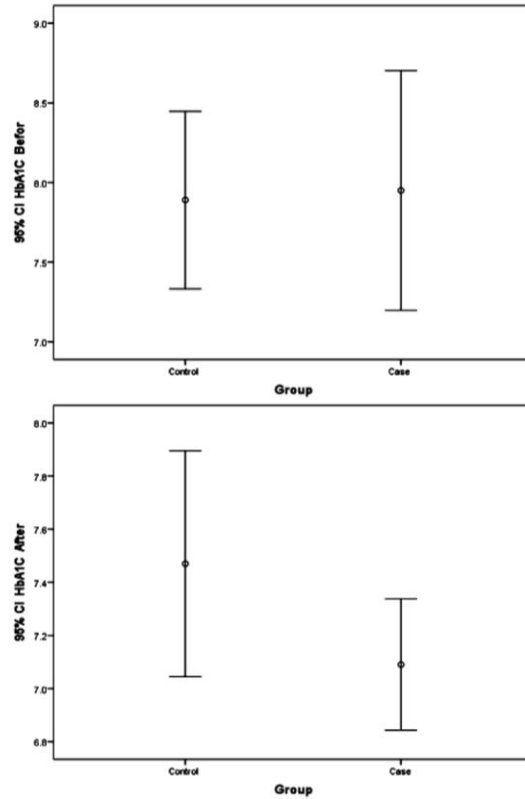 95% CI HbA1C Befor
9.0
8.5
8.0
7.5
7.0
Control Case
Group
95% CI HbA1C After
8.0
7.8
7.6
7.4
7.2
7.0
6.8
Control Case
Group